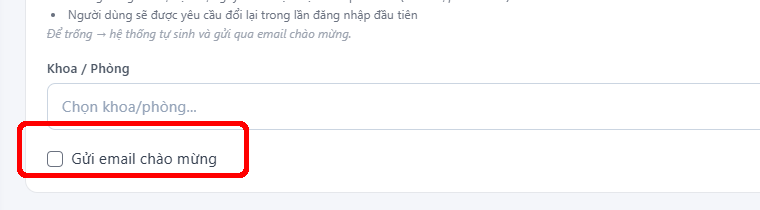 • Người dùng sẽ được yêu cầu đổi lại trong lần đăng nhập đầu tiên
Để trống → hệ thống tự sinh và gửi qua email chào mừng.
Khoa / Phòng
Chọn khoa/phòng...
Gửi email chào mừng